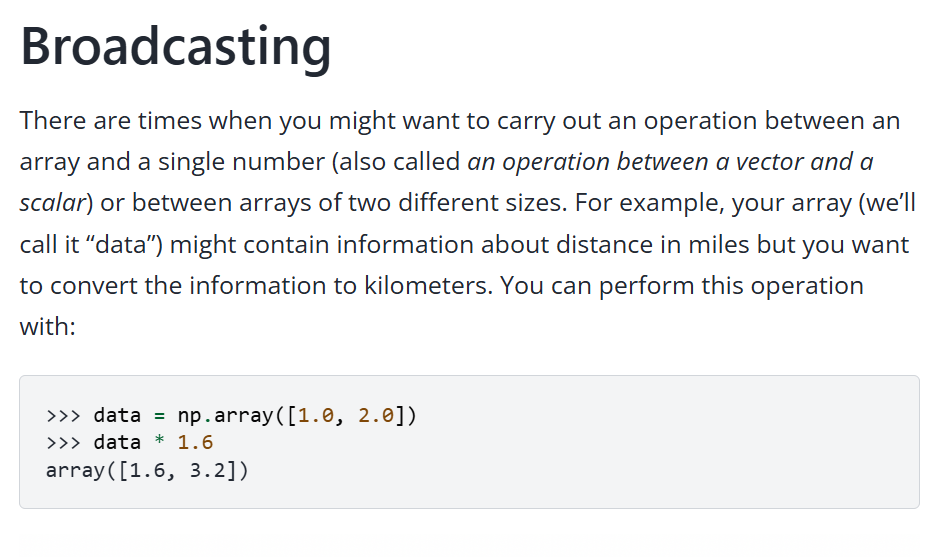 Broadcasting
There are times when you might want to carry out an operation between an
array and a single number (also called an operation between a vector and a
scalar) or between arrays of two different sizes. For example, your array (we’ll
call it “data”) might contain information about distance in miles but you want
to convert the information to kilometers. You can perform this operation
with:
>>> data = np.array([1.0, 2.0])
>>> data * 1.6
array([1.6, 3.2])